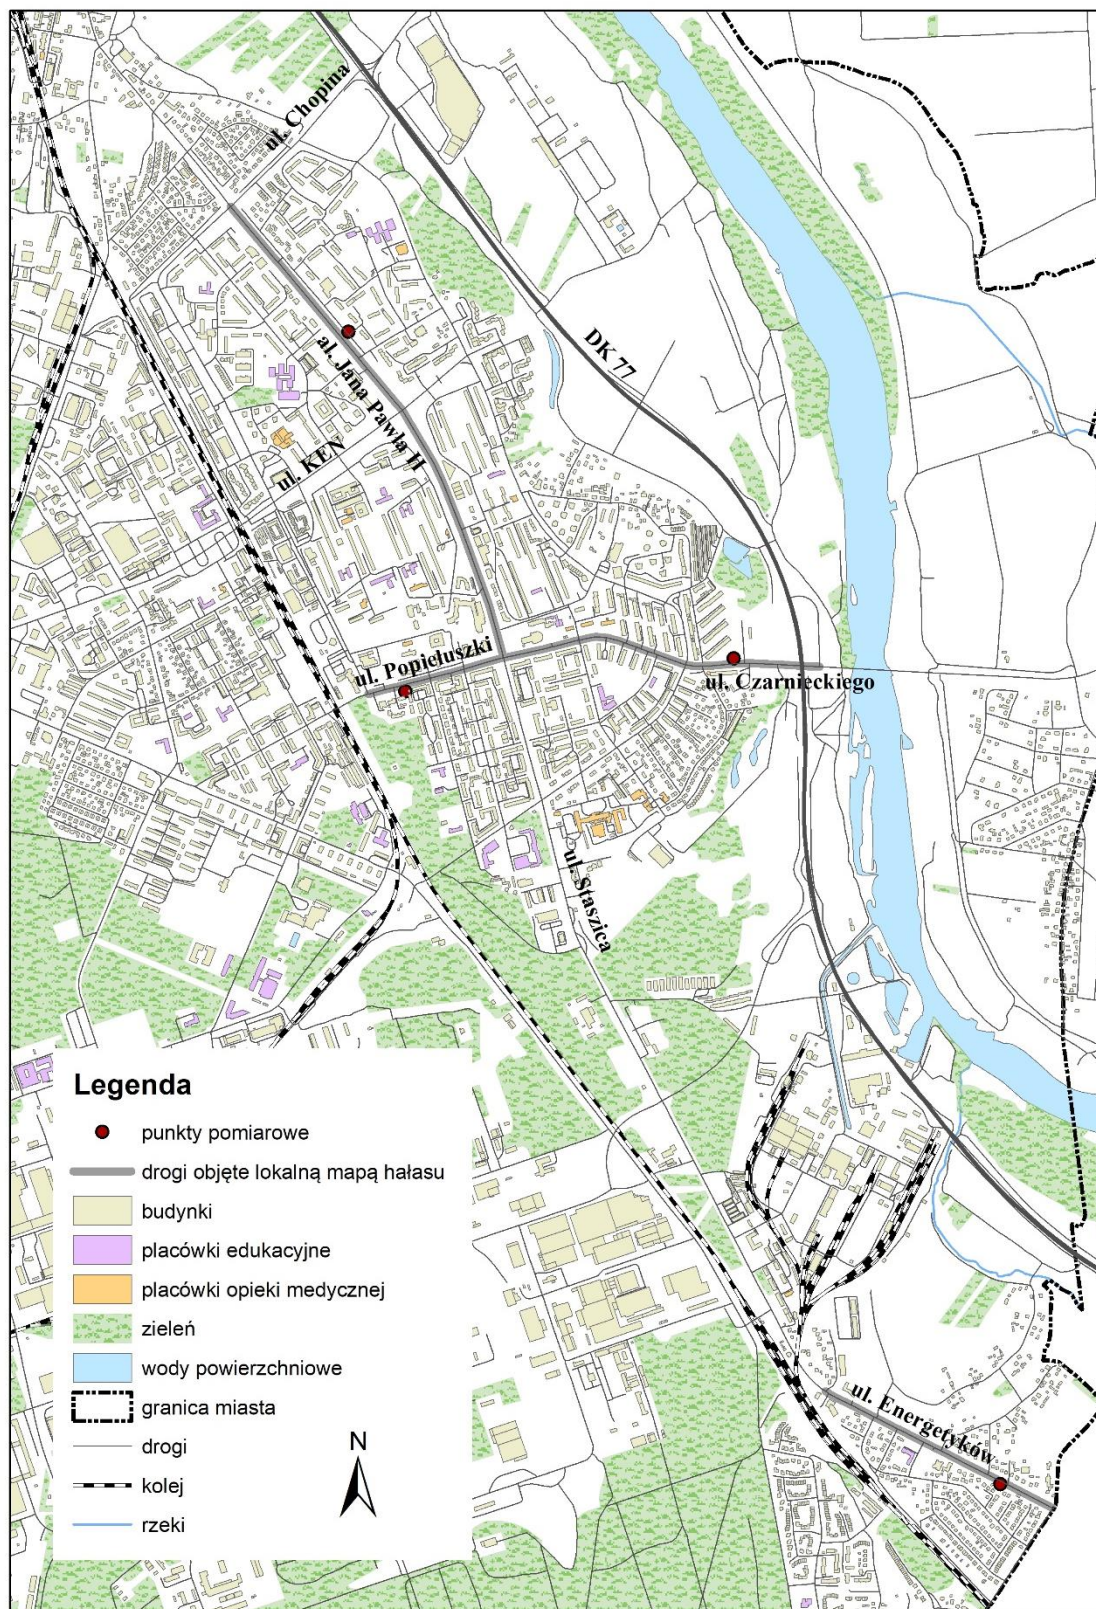 ul. Chopina
DK 77
al. Jana Pawła II
ul. KEN
ul. Popiełuszki
ul. Czarnieckiego
ul. Staszica
ul. Energetyków
Legenda
punkty pomiarowe
drogi objęte lokalną mapą hałasu
budynki
placówki edukacyjne
placówki opieki medycznej
zieleń
wody powierzchniowe
granica miasta
drogi
kolej
rzeki
N